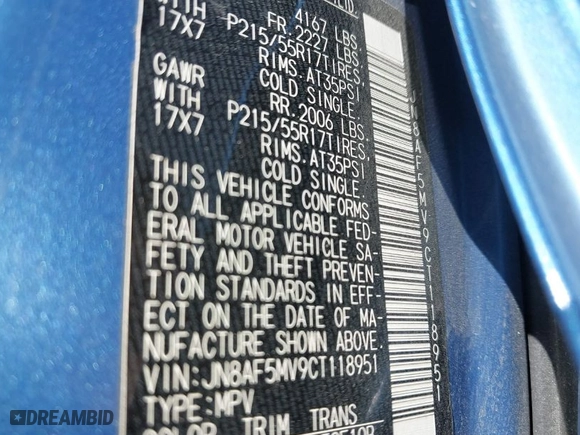 4167 LBS.
FR. 2227 LBS.
WITH P215/55R17TIRES,
17X7 RIMS. AT35PSI
COLD SINGLE.
GAWR RR. 2006 LBS.
WITH P215/55R17TIRES,
17X7 RIMS. AT35PSI
COLD SINGLE.
THIS VEHICLE CONFORMS
TO ALL APPLICABLE FED-
ERAL MOTOR VEHICLE SA-
FETY AND THEFT PREVEN-
TION STANDARDS IN EFF-
ECT ON THE DATE OF MA-
NUFACTURE SHOWN ABOVE.
VIN:JN8AF5MV9CT118951
TYPE:MPV
COLOR TRIM TRANS
JN8AF5MV9CT118951
DREAMBID